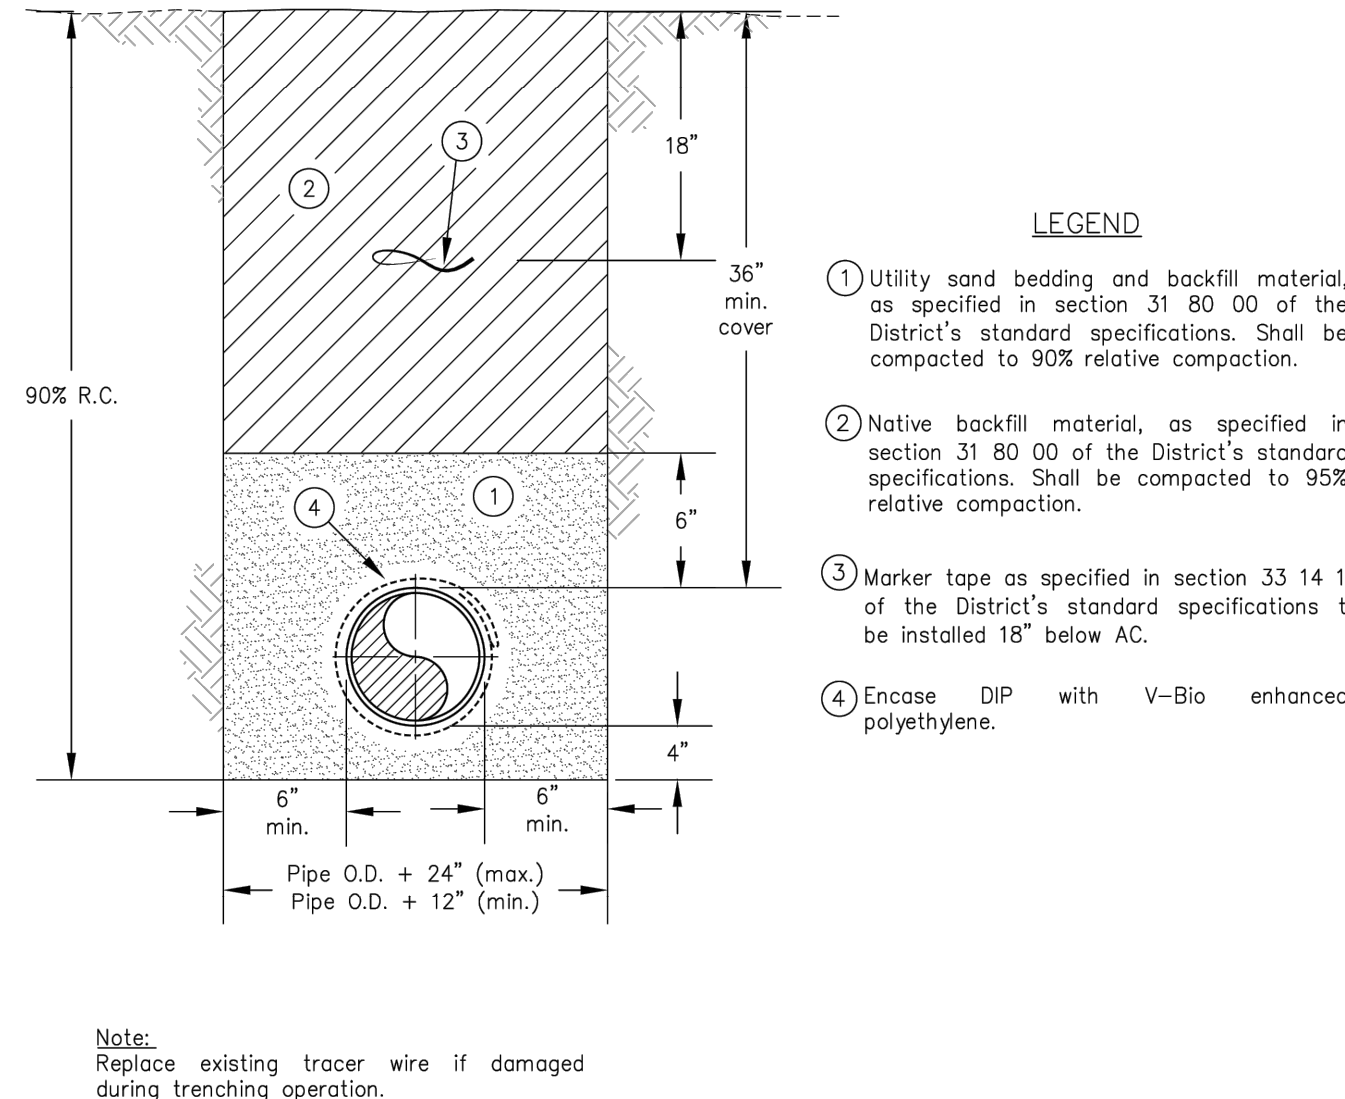 3
18"
2
36"
min.
cover
90% R.C.
4
1
6"
4"
6"
min.
6"
min.
Pipe O.D. + 24" (max.)
Pipe O.D. + 12" (min.)
LEGEND
1 Utility sand bedding and backfill material,
as specified in section 31 80 00 of the
District's standard specifications. Shall be
compacted to 90% relative compaction.
2 Native backfill material, as specified in
section 31 80 00 of the District's standard
specifications. Shall be compacted to 95%
relative compaction.
3 Marker tape as specified in section 33 14 1
of the District's standard specifications t
be installed 18" below AC.
4 Encase DIP with V-Bio enhanced
polyethylene.
Note:
Replace existing tracer wire if damaged
during trenching operation.